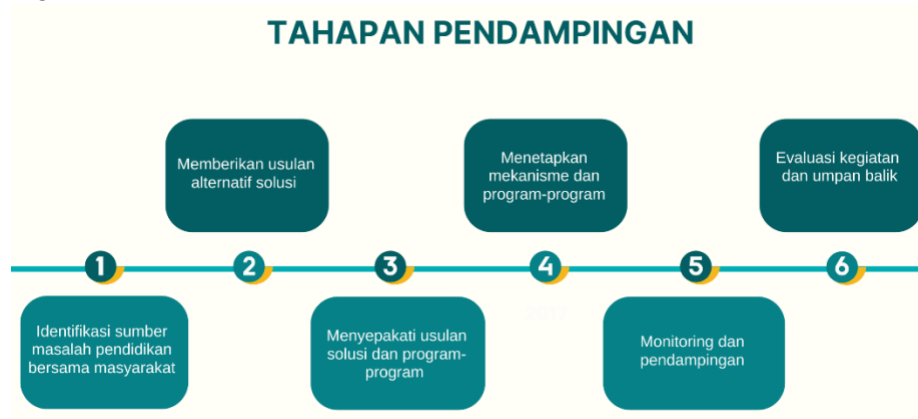 TAHAPAN PENDAMPINGAN
1
Identifikasi sumber
masalah pendidikan
bersama masyarakat
2
Memberikan usulan
alternatif solusi
3
Menyepakati usulan
solusi dan program-
program
4
Menetapkan
mekanisme dan
program-program
5
Monitoring dan
pendampingan
6
Evaluasi kegiatan
dan umpan balik